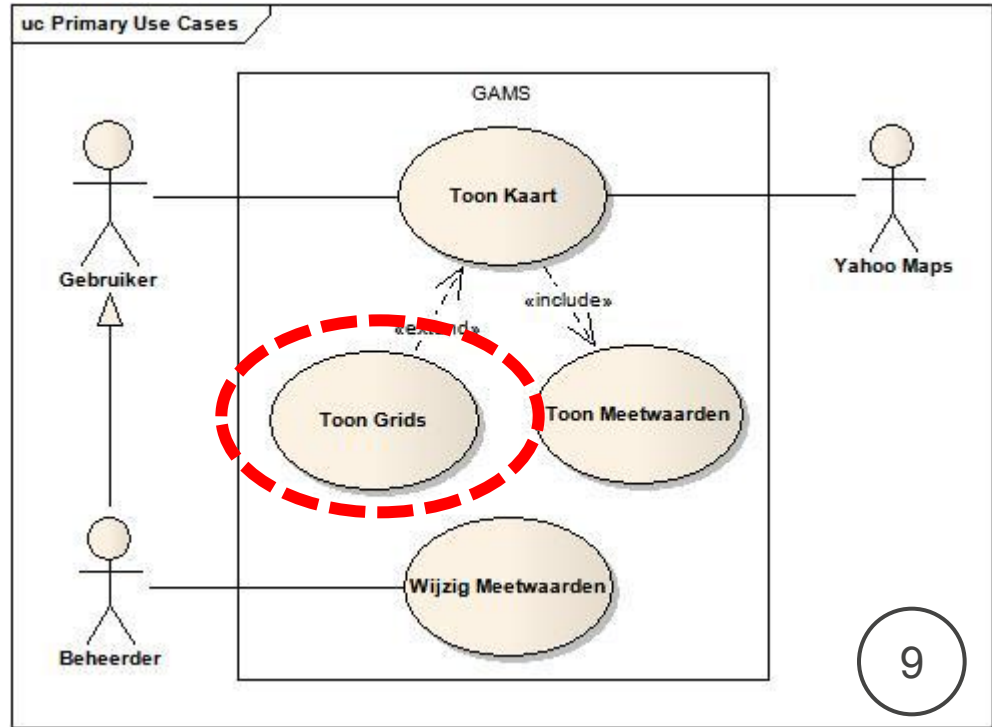 uc Primary Use Cases
GAMS
Toon Kaart
Gebruiker
Yahoo Maps
«include»
«extend»
Toon Grids
Toon Meetwaarden
Wijzig Meetwaarden
Beheerder
9